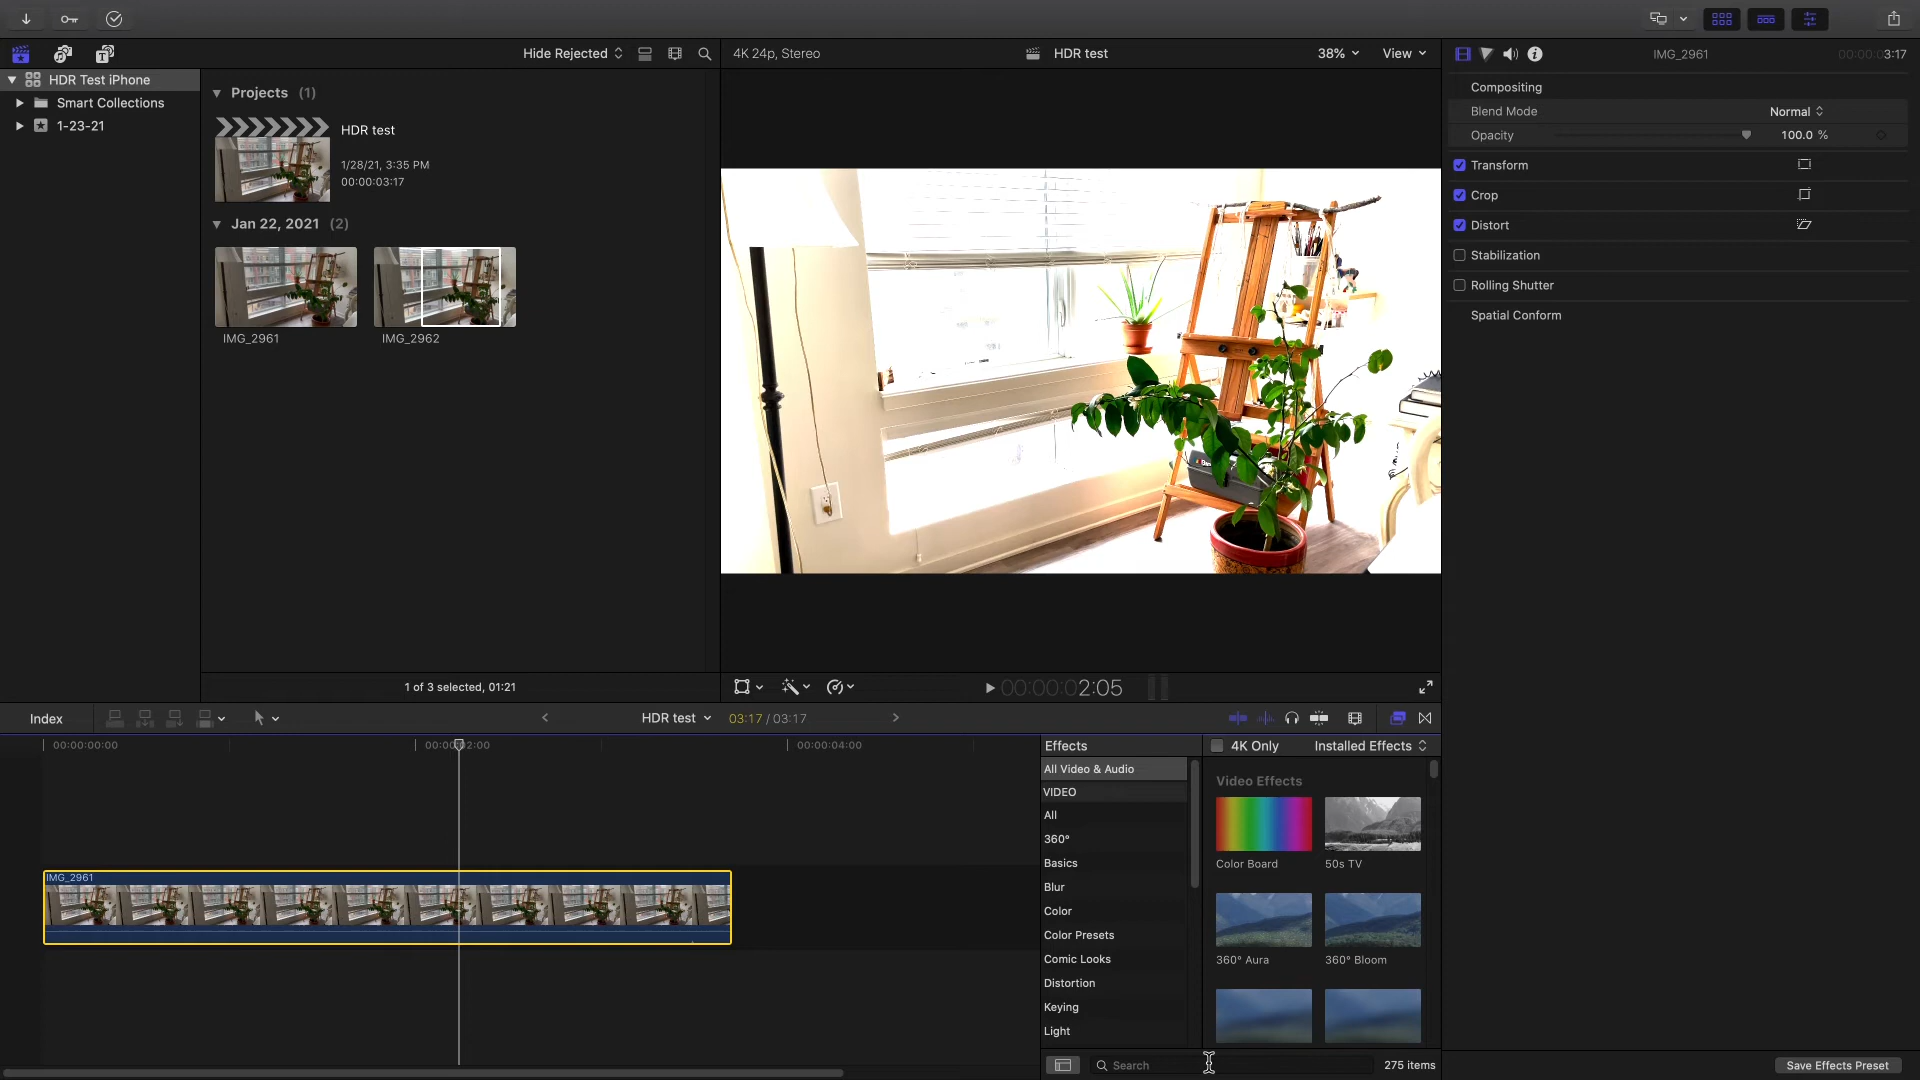 Hide Rejected
4K 24p, Stereo
HDR test
38%
View
IMG_2961
00:00:03:17
HDR Test iPhone
Smart Collections
1-23-21
Projects (1)
HDR test
1/28/21, 3:35 PM
00:00:03:17
Jan 22, 2021 (2)
IMG_2961
IMG_2962
1 of 3 selected, 01:21
Compositing
Blend Mode
Normal
Opacity
100.0 %
Transform
Crop
Distort
Stabilization
Rolling Shutter
Spatial Conform
00:00:02:05
Index
HDR test
03:17 / 03:17
00:00:00:00
00:00:02:00
00:00:04:00
IMG_2961
Effects
4K Only
Installed Effects
All Video & Audio
VIDEO
All
360°
Basics
Blur
Color
Color Presets
Comic Looks
Distortion
Keying
Light
Video Effects
Color Board
50s TV
360° Aura
360° Bloom
Search
275 items
Save Effects Preset